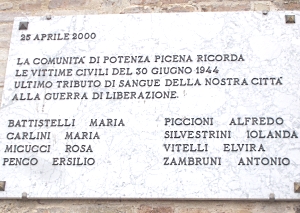 25 APRILE 2000
LA COMUNITA' DI POTENZA PICENA RICORDA
LE VITTIME CIVILI DEL 30 GIUGNO 1944
ULTIMO TRIBUTO DI SANGUE DELLA NOSTRA CITTÀ
ALLA GUERRA DI LIBERAZIONE.
BATTISTELLI MARIA PICCIONI ALFREDO
CARLINI MARIA SILVESTRINI IOLANDA
MICUCCI ROSA VITELLI ELVIRA
PENCO ERSILIO ZAMBRUNI ANTONIO